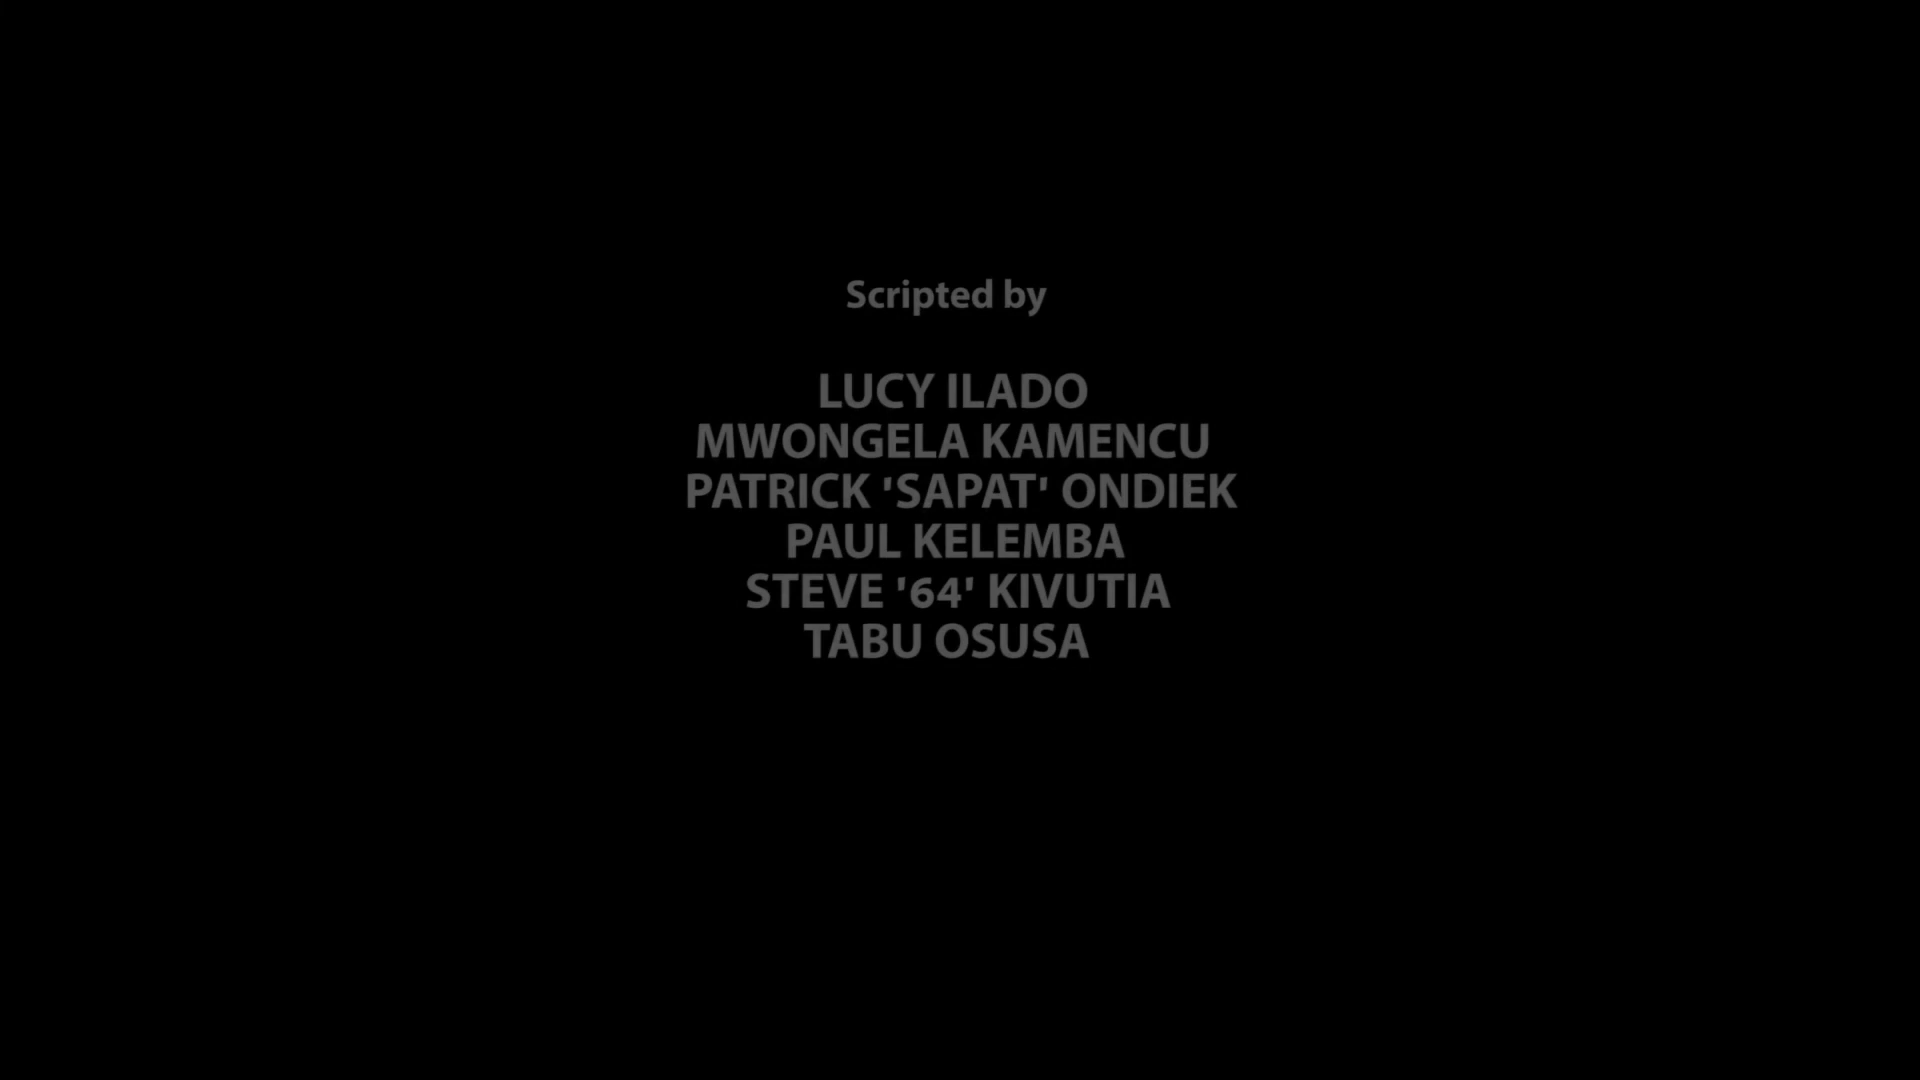 Scripted by
LUCY ILADO
MWONGELA KAMENCU
PATRICK 'SAPAT' ONDIEK
PAUL KELEMBA
STEVE '64' KIVUTIA
TABU OSUSA